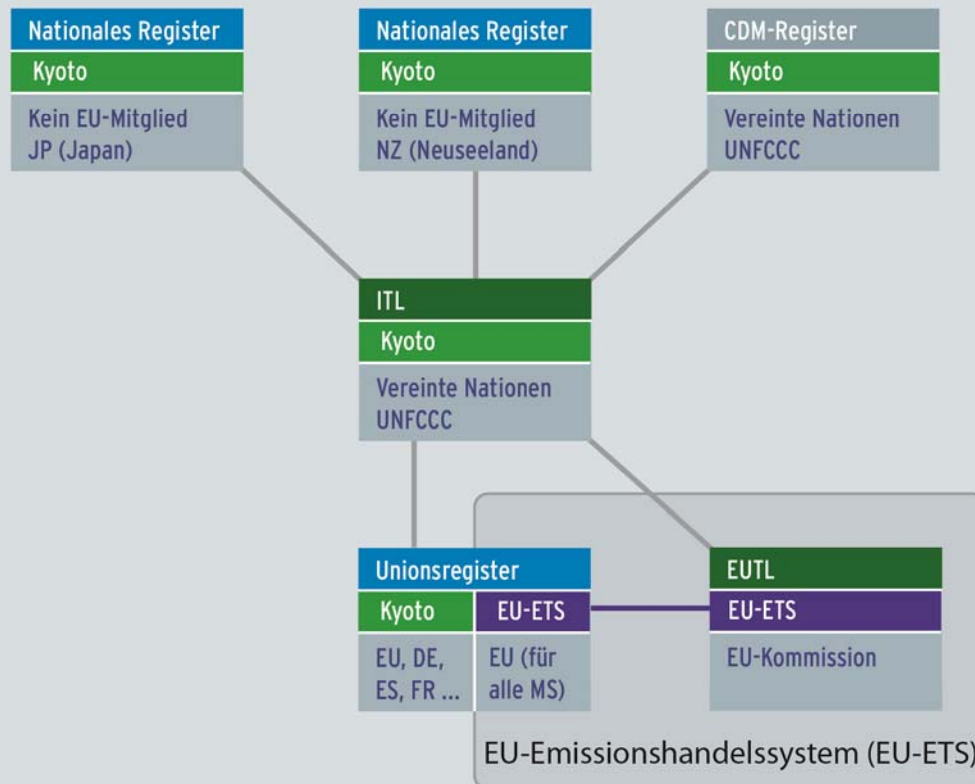 Nationales Register
Kyoto
Kein EU-Mitglied
JP (Japan)
Nationales Register
Kyoto
Kein EU-Mitglied
NZ (Neuseeland)
CDM-Register
Kyoto
Vereinte Nationen
UNFCCC
ITL
Kyoto
Vereinte Nationen
UNFCCC
Unionsregister
Kyoto
EU, DE,
ES, FR ...
EU-ETS
EU (für
alle MS)
EUTL
EU-ETS
EU-Kommission
EU-Emissionshandelssystem (EU-ETS)